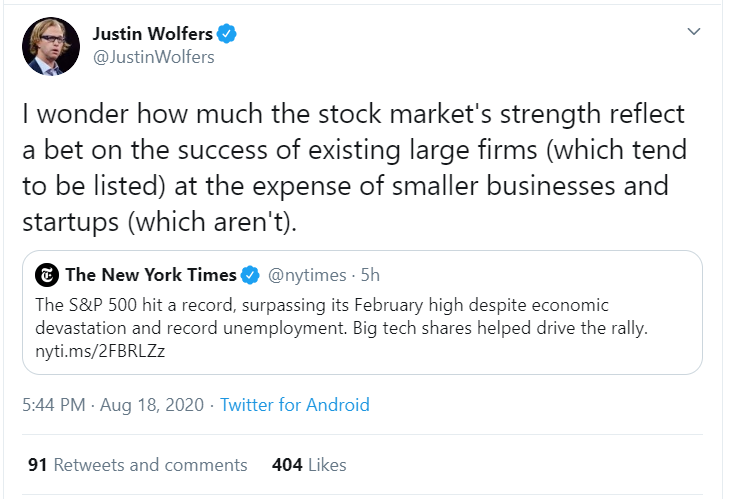 Justin Wolfers
@JustinWolfers
I wonder how much the stock market's strength reflect
a bet on the success of existing large firms (which tend
to be listed) at the expense of smaller businesses and
startups (which aren't).
The New York Times @nytimes · 5h
The S&P 500 hit a record, surpassing its February high despite economic
devastation and record unemployment. Big tech shares helped drive the rally.
nyti.ms/2FBRLZz
5:44 PM · Aug 18, 2020 · Twitter for Android
91 Retweets and comments 404 Likes